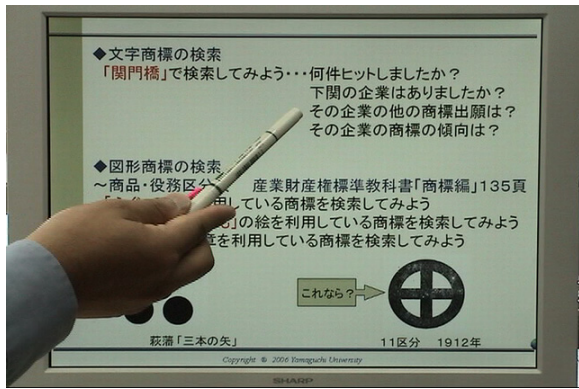 ◆文字商標の検索
「関門橋」で検索してみよう・・・何件ヒットしましたか？
下関の企業はありましたか？
その企業の他の商標出願は？
その企業の商標の傾向は？
◆図形商標の検索
～商品・役務区分 産業財産権標準教科書「商標編」135頁
用している商標を検索してみよう
」の絵を利用している商標を検索してみよう
を利用している商標を検索してみよう
これなら？
萩藩「三本の矢」 11区分 1912年
Copyright © 2006 Yamaguchi University
SHARP